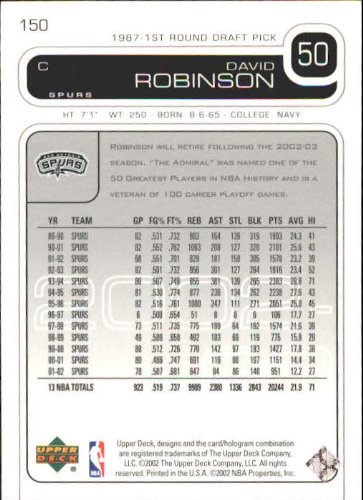 150
1987-1ST ROUND DRAFT PICK
C
DAVID
ROBINSON
50
SPURS
HT 7'1" WT 250 - BORN 8-6-65 - COLLEGE NAVY
SAN ANTONIO
SPURS
ROBINSON WILL RETIRE FOLLOWING THE 2002-03
SEASON. "THE ADMIRAL" WAS NAMED ONE OF THE
50 GREATEST PLAYERS IN NBA HISTORY AND IS A
VETERAN OF 100 CAREER PLAYOFF GAMES.
YR TEAM GP FG% FT% REB AST STL BLK PTS AVG HI
89-90 SPURS 82 .531 .732 983 164 138 319 1993 24.3 41
90-91 SPURS 82 .552 .762 1063 208 127 320 2101 25.6 43
91-92 SPURS 68 .551 .701 829 181 158 305 1578 23.2 39
92-93 SPURS 82 .501 .732 956 301 127 264 1916 23.4 52
93-94 SPURS 80 .507 .749 855 381 139 265 2383 29.8 71
94-95 SPURS 81 .530 .774 877 236 134 262 2238 27.6 43
95-96 SPURS 82 .516 .761 1000 247 111 271 2051 25.0 45
96-97 SPURS 6 .500 .654 51 8 6 6 106 17.7 27
97-98 SPURS 73 .511 .735 775 199 64 192 1574 21.6 39
98-99 SPURS 49 .509 .658 492 103 69 119 775 15.8 29
99-00 SPURS 80 .512 .726 770 142 97 183 1427 17.8 38
00-01 SPURS 80 .486 .747 691 116 80 197 1151 14.4 34
01-02 SPURS 78 .507 .681 647 94 86 140 951 12.2
13 NBA TOTALS 923 .519 .737 9989 2380 1336 2843 20244 21.9 71
UPPER
DECK
NBA
Upper Deck, designs and the card/hologram combination
are registered trademarks of The Upper Deck Company,
LLC. ©2002 The Upper Deck Company, LLC. All rights
reserved. Printed in the U.S.A. ©2002 NBA Properties, Inc.